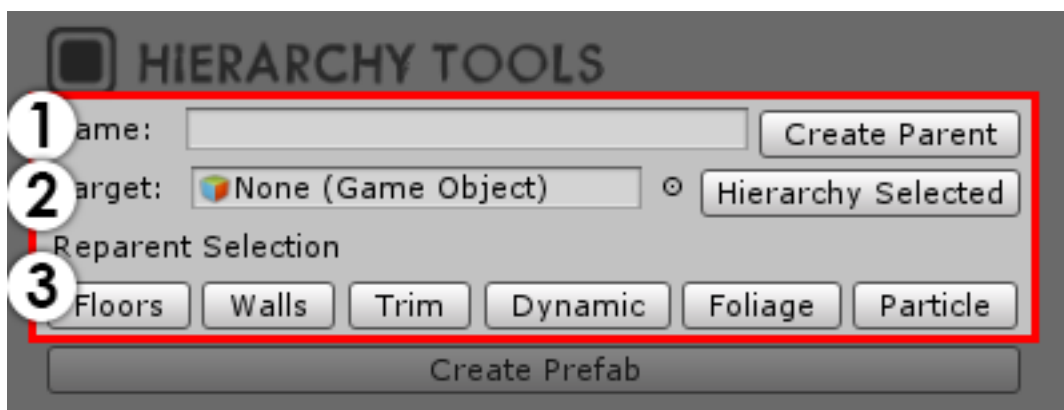 HiERARCHY TOOLS
1 ame: Create Parent
2 arget: None (Game Object) Hierarchy Selected
Reparent Selection
3 Floors Walls Trim Dynamic Foliage Particle
Create Prefab